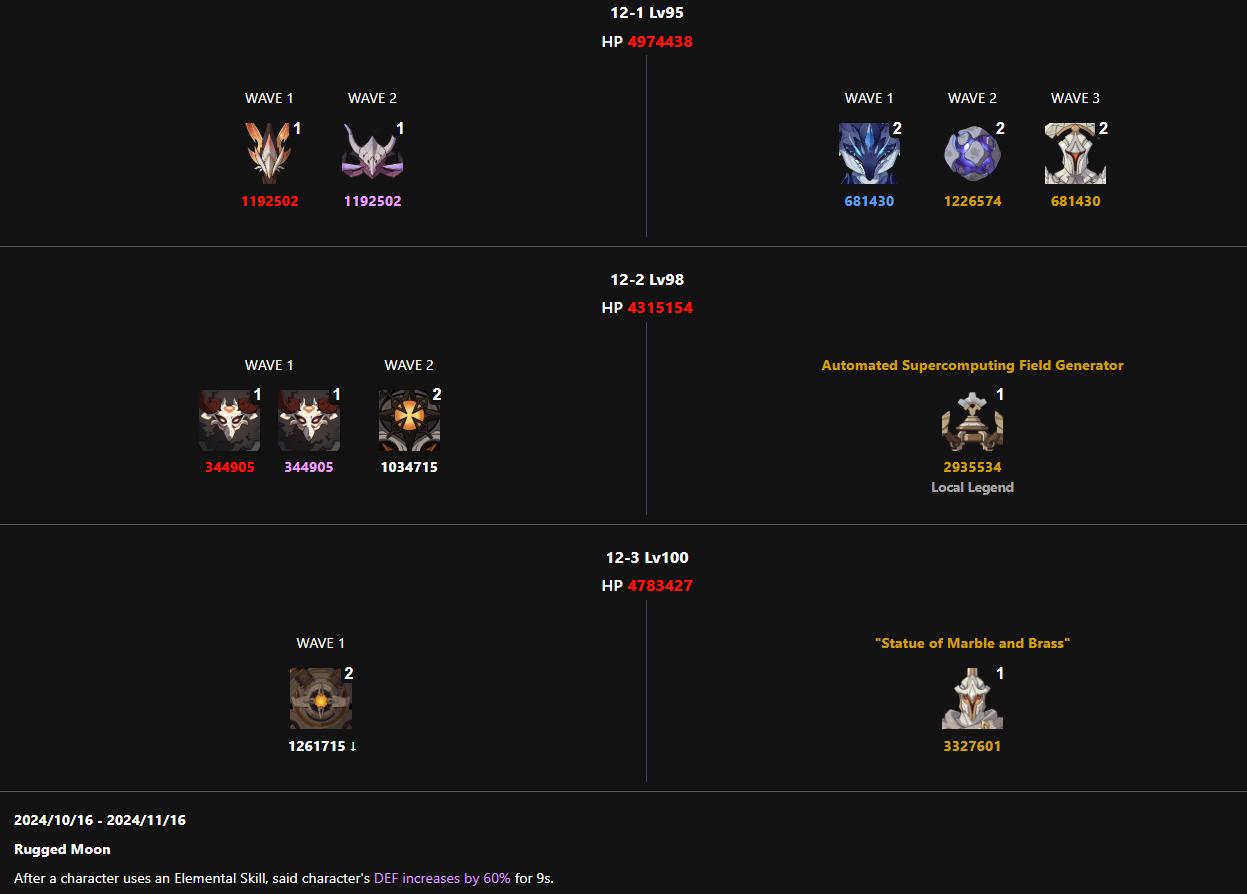 12-1 Lv95
HP 4974438
WAVE 1 WAVE 2
1 1
1192502 1192502
WAVE 1 WAVE 2 WAVE 3
2 2 2
681430 1226574 681430
12-2 Lv98
HP 4315154
WAVE 1 WAVE 2
1 1 2
344905 344905 1034715
Automated Supercomputing Field Generator
1
2935534
Local Legend
12-3 Lv100
HP 4783427
WAVE 1
2
1261715 ↓
"Statue of Marble and Brass"
1
3327601
2024/10/16 - 2024/11/16
Rugged Moon
After a character uses an Elemental Skill, said character's DEF increases by 60% for 9s.